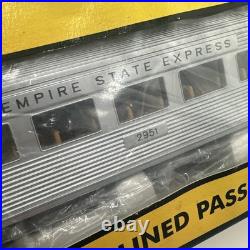 EMPIRE STATE EXPRESS
2951
LINED PASS